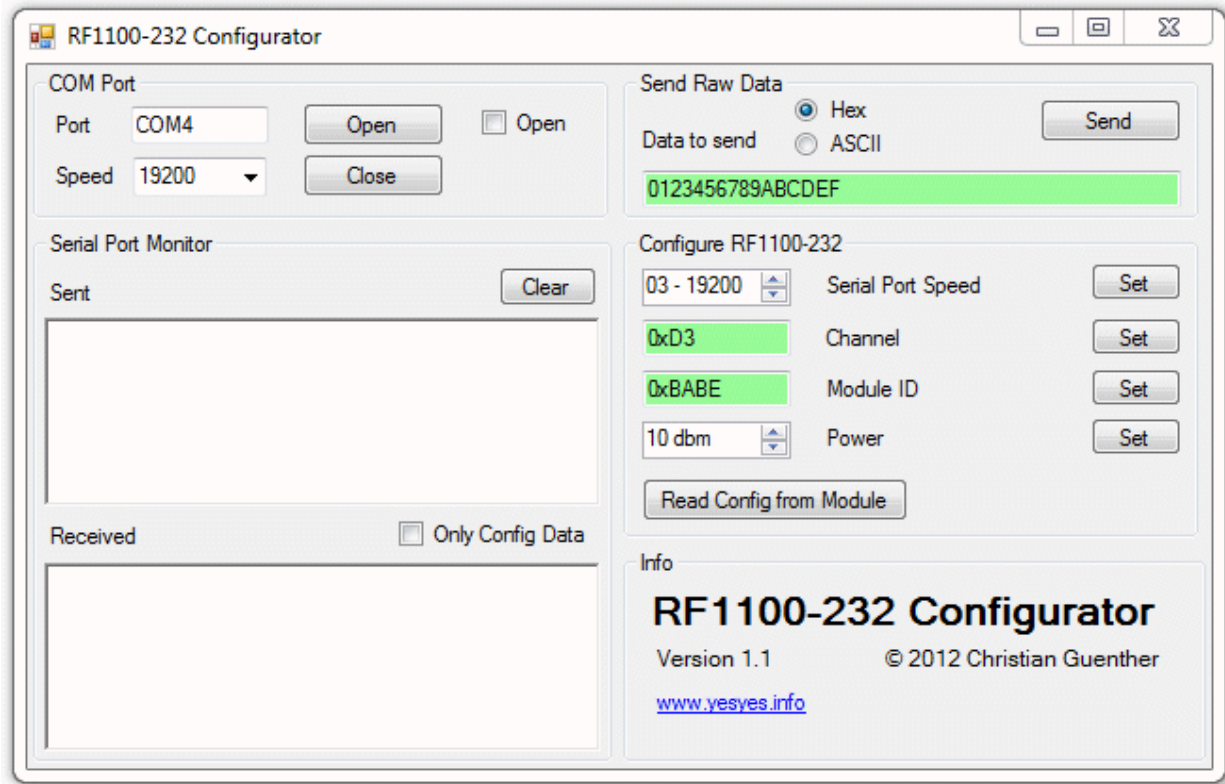 RF1100-232 Configurator
COM Port
Port COM4 Open Open
Speed 19200 Close
Send Raw Data
Hex
Data to send ASCII Send
0123456789ABCDEF
Serial Port Monitor
Sent Clear
Received Only Config Data
Configure RF1100-232
03 - 19200 Serial Port Speed Set
0xD3 Channel Set
0xBABE Module ID Set
10 dbm Power Set
Read Config from Module
Info
RF1100-232 Configurator
Version 1.1 © 2012 Christian Guenther
www.yesyes.info